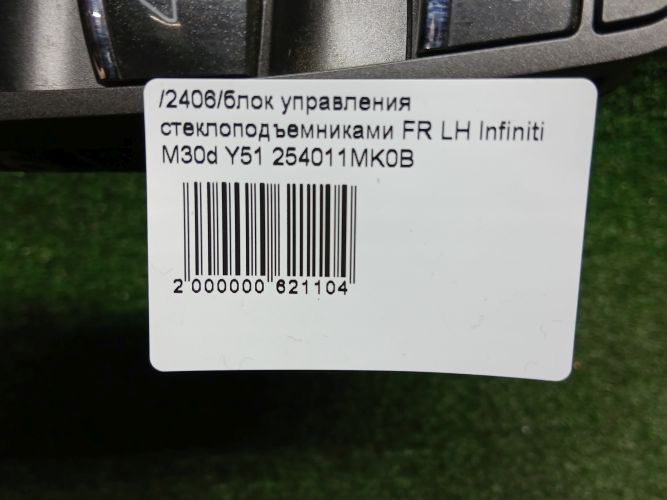 /2406/блок управления
стеклоподъемниками FR LH Infiniti
M30d Y51 254011MK0B
2 000000 621104